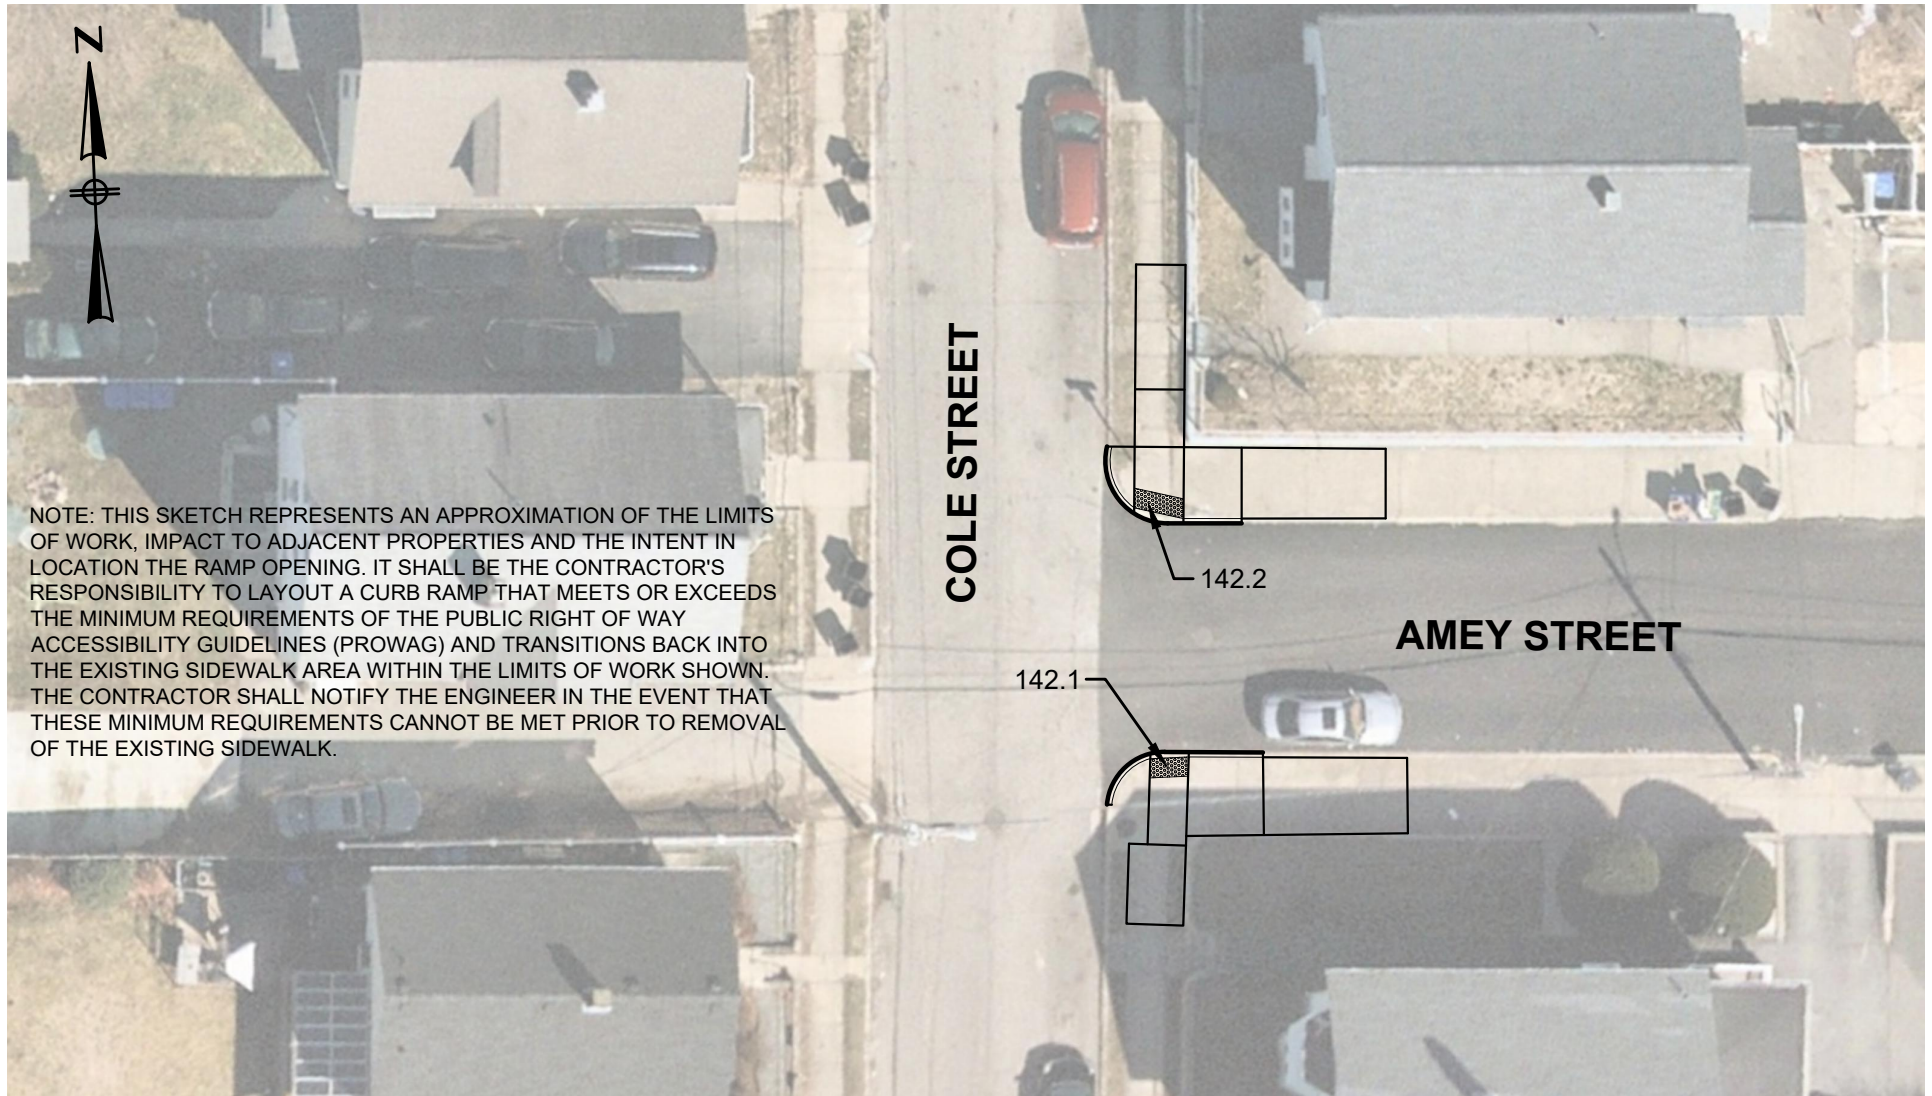 N
NOTE: THIS SKETCH REPRESENTS AN APPROXIMATION OF THE LIMITS
OF WORK, IMPACT TO ADJACENT PROPERTIES AND THE INTENT IN
LOCATION THE RAMP OPENING. IT SHALL BE THE CONTRACTOR'S
RESPONSIBILITY TO LAYOUT A CURB RAMP THAT MEETS OR EXCEEDS
THE MINIMUM REQUIREMENTS OF THE PUBLIC RIGHT OF WAY
ACCESSIBILITY GUIDELINES (PROWAG) AND TRANSITIONS BACK INTO
THE EXISTING SIDEWALK AREA WITHIN THE LIMITS OF WORK SHOWN.
THE CONTRACTOR SHALL NOTIFY THE ENGINEER IN THE EVENT THAT
THESE MINIMUM REQUIREMENTS CANNOT BE MET PRIOR TO REMOVAL
OF THE EXISTING SIDEWALK.
COLE STREET
142.2
AMEY STREET
142.1